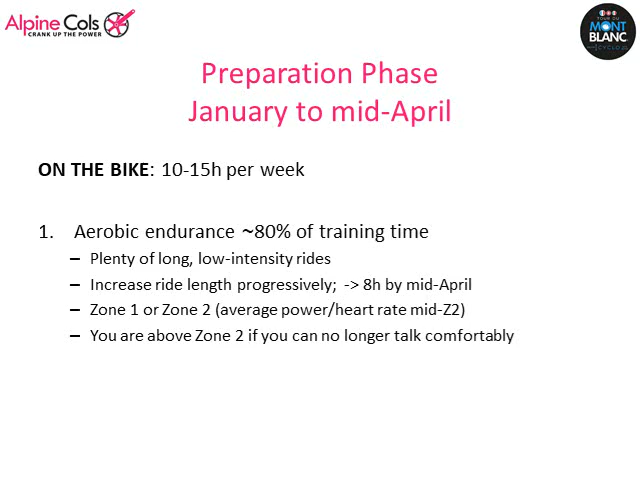 Alpine Cols
CRANK UP THE POWER
TOUR DU
MONT
BLANC
CYCLO
Preparation Phase
January to mid-April
ON THE BIKE: 10-15h per week
1. Aerobic endurance ~80% of training time
– Plenty of long, low-intensity rides
– Increase ride length progressively; -> 8h by mid-April
– Zone 1 or Zone 2 (average power/heart rate mid-Z2)
– You are above Zone 2 if you can no longer talk comfortably